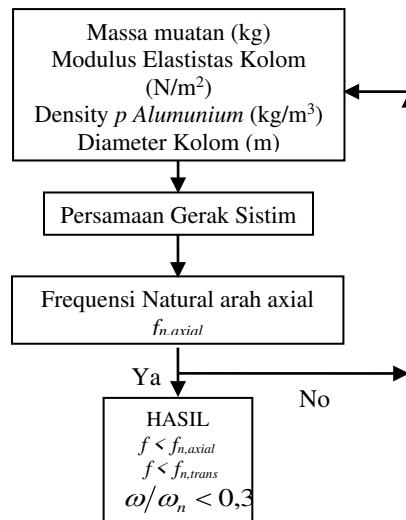 Massa muatan (kg)
Modulus Elastistas Kolom
(N/m²)
Density p Alumunium (kg/m³)
Diameter Kolom (m)
Persamaan Gerak Sistim
Frequensi Natural arah axial
fn,axial
Ya
No
HASIL
f < fn,axial
f < fn,trans
ω/ωn < 0,3